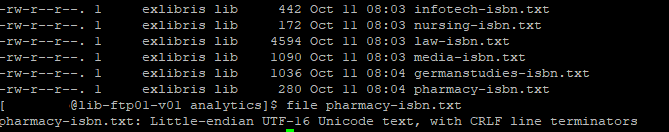 -rw-r--r--. 1 exlibris lib 442 Oct 11 08:03 infotech-isbn.txt
-rw-r--r--. 1 exlibris lib 172 Oct 11 08:03 nursing-isbn.txt
-rw-r--r--. 1 exlibris lib 4594 Oct 11 08:03 law-isbn.txt
-rw-r--r--. 1 exlibris lib 1090 Oct 11 08:03 media-isbn.txt
-rw-r--r--. 1 exlibris lib 1036 Oct 11 08:04 germanstudies-isbn.txt
-rw-r--r--. 1 exlibris lib 280 Oct 11 08:04 pharmacy-isbn.txt
[ @lib-ftp01-v01 analytics]$ file pharmacy-isbn.txt
pharmacy-isbn.txt: Little-endian UTF-16 Unicode text, with CRLF line terminators